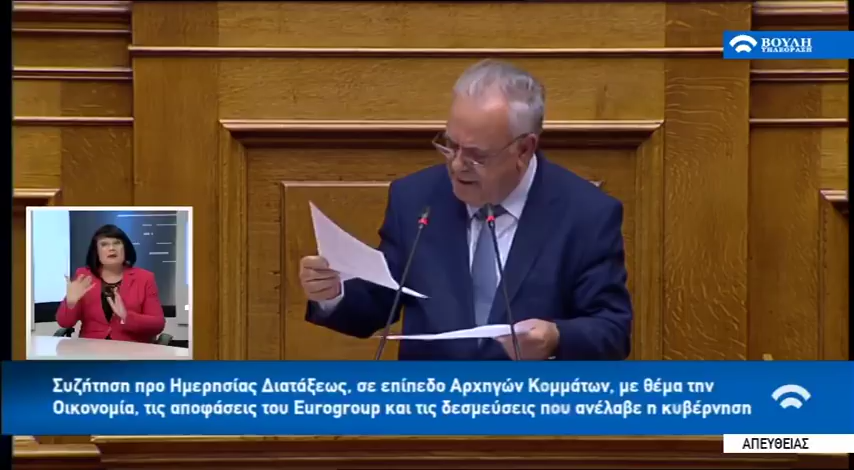 ΒΟΥΛΗ
ΤΗΛΕΟΡΑΣΗ
Συζήτηση προ Ημερησίας Διατάξεως, σε επίπεδο Αρχηγών Κομμάτων, με θέμα την
Οικονομία, τις αποφάσεις του Eurogroup και τις δεσμεύσεις που ανέλαβε η κυβέρνηση
ΑΠΕΥΘΕΙΑΣ